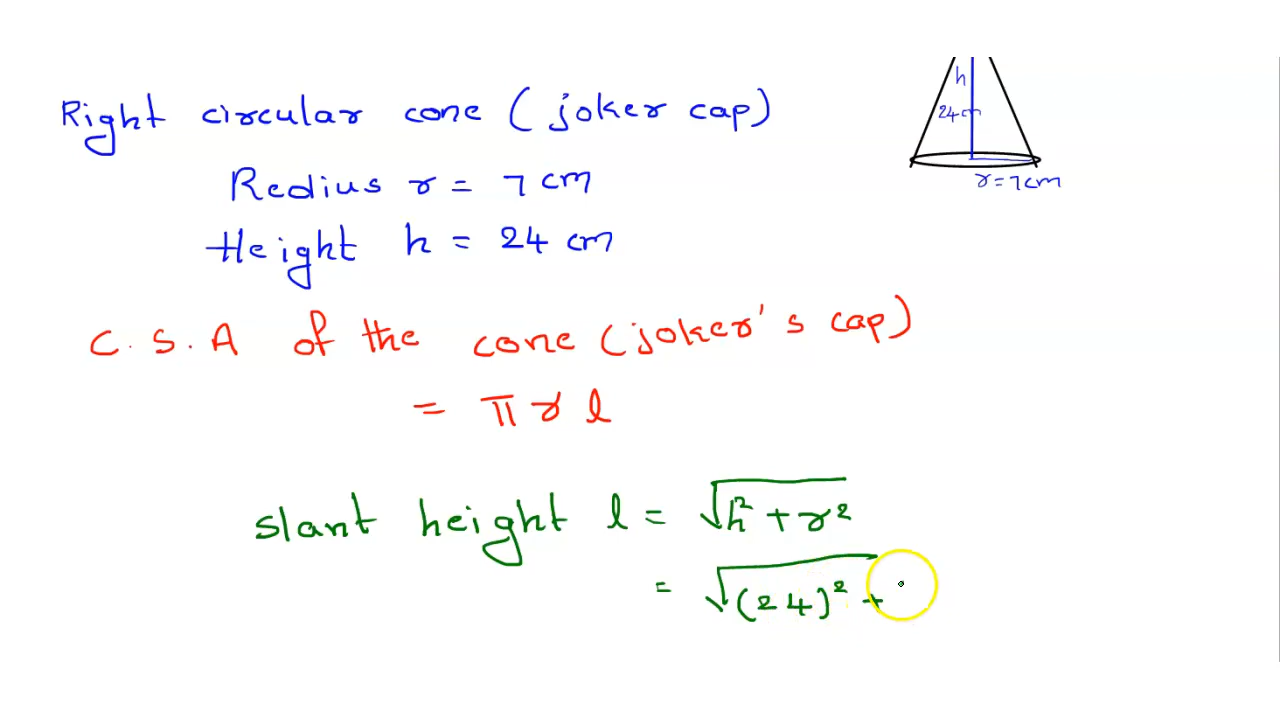 h
Right circular cone (joker cap)
24cm
r=7cm
Redius r = 7 cm
Height h = 24 cm
C.S.A of the cone (joker's cap)
= π r l
slant height l = √h² + r²
= √(24)² +